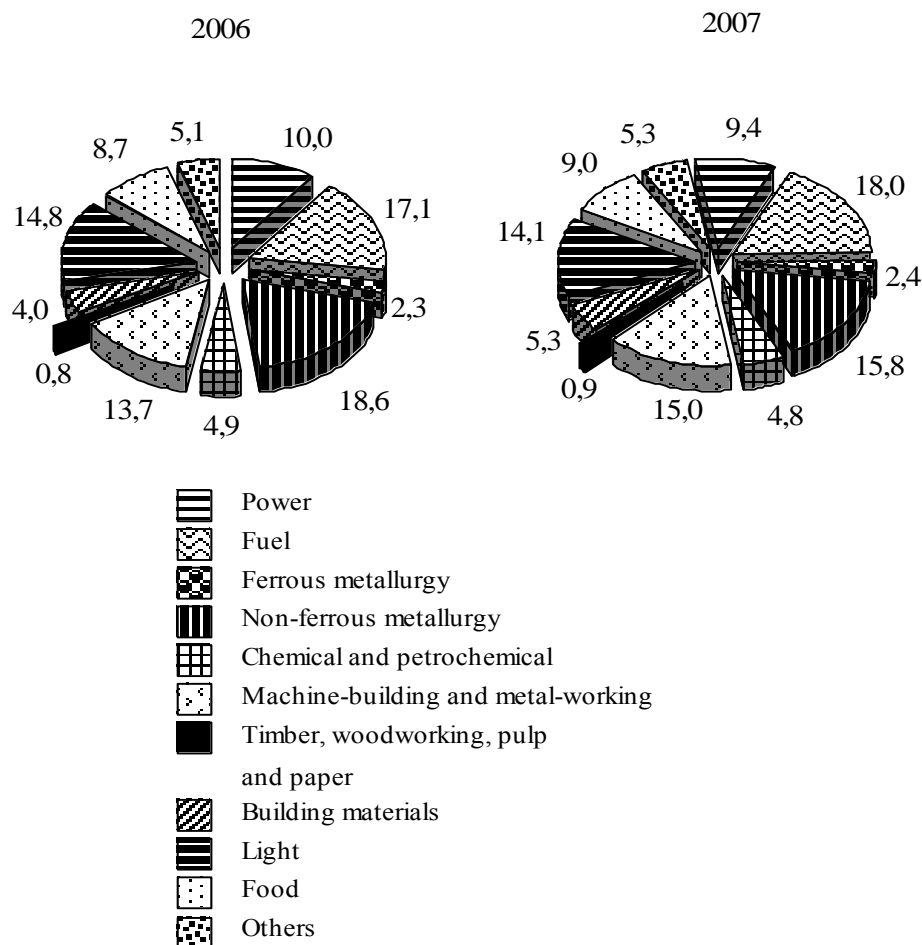 2006
2007
5,1
10,0
8,7
17,1
14,8
2,3
4,0
0,8
18,6
13,7
4,9
5,3
9,4
9,0
18,0
14,1
2,4
5,3
15,8
0,9
15,0
4,8
Power
Fuel
Ferrous metallurgy
Non-ferrous metallurgy
Chemical and petrochemical
Machine-building and metal-working
Timber, woodworking, pulp
and paper
Building materials
Light
Food
Others